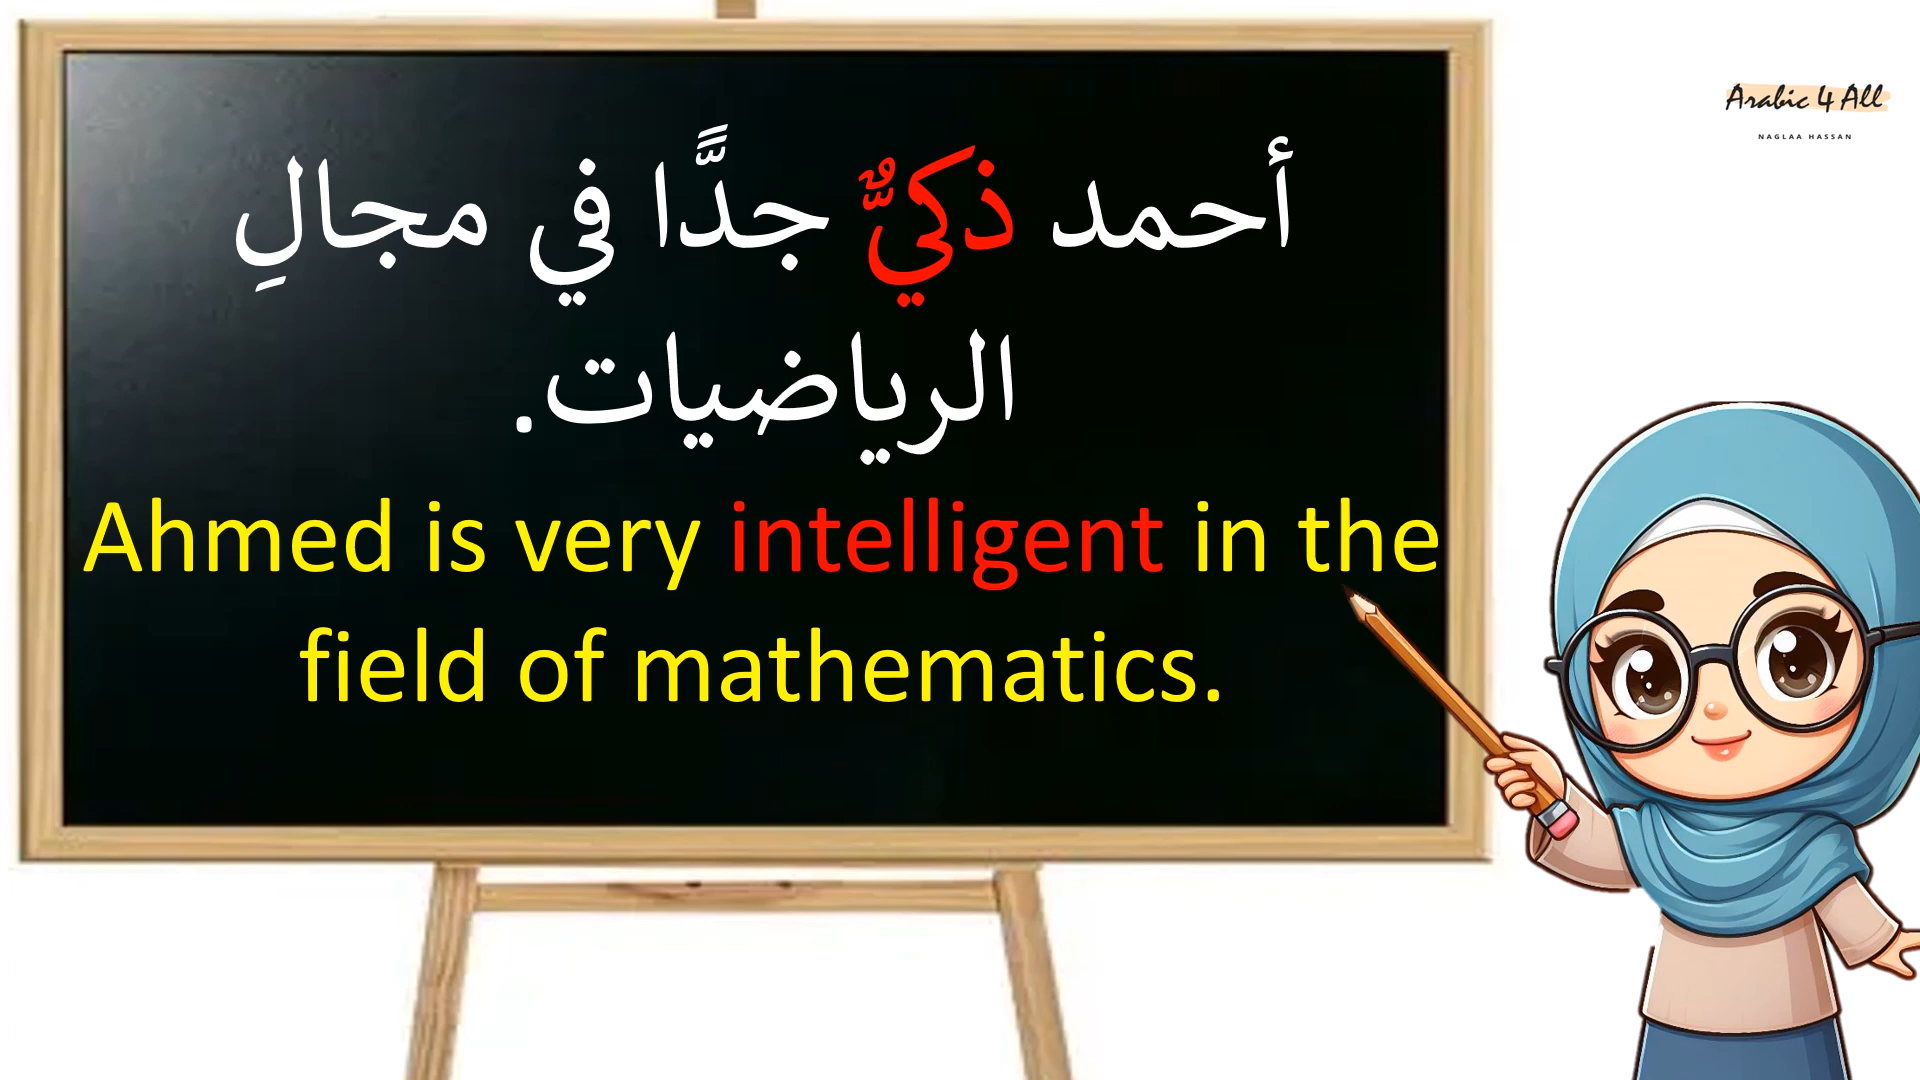 أحمد ذكيٌّ جدًّا في مجالِ
الرياضيات.
Ahmed is very intelligent in the
field of mathematics.
Arabic 4 All
NAGLAA HASSAN